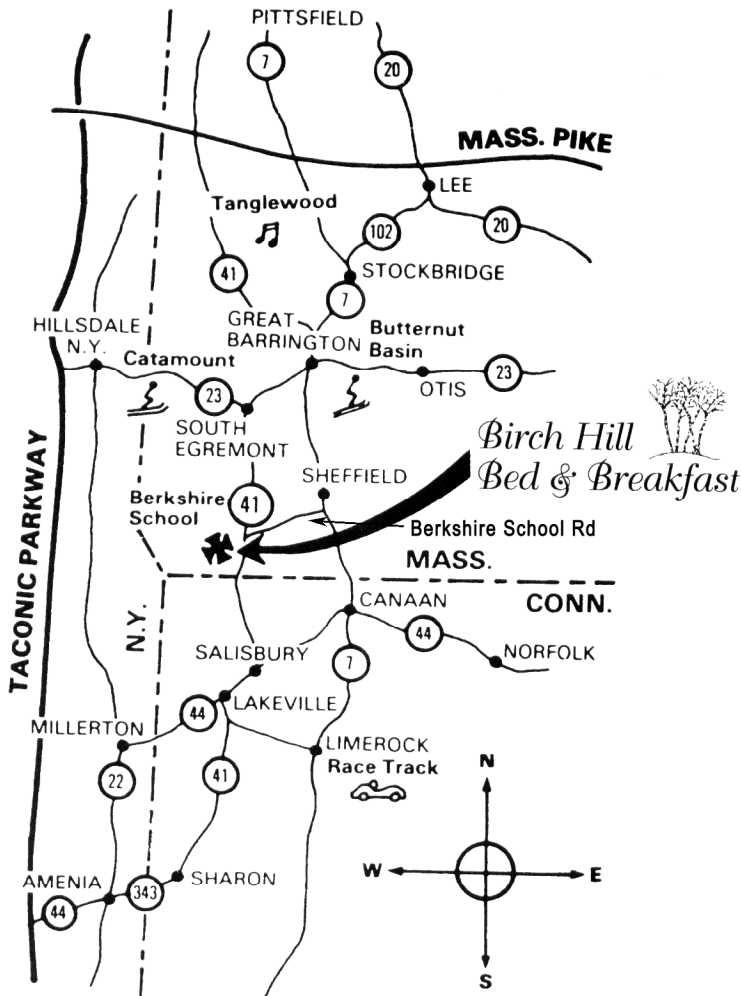 PITTSFIELD
7
20
MASS. PIKE
LEE
Tanglewood
102
20
41
STOCKBRIDGE
7
HILLSDALE
N.Y.
GREAT
BARRINGTON
Butternut
Basin
Catamount
23
OTIS
23
SOUTH
EGREMONT
Birch Hill
Bed & Breakfast
SHEFFIELD
Berkshire
School
41
Berkshire School Rd
MASS.
TACONIC PARKWAY
N.Y.
CANAAN
CONN.
44
NORFOLK
SALISBURY
7
LAKEVILLE
44
MILLERTON
LIMEROCK
Race Track
22
41
N
W
E
S
AMENIA
343
SHARON
44